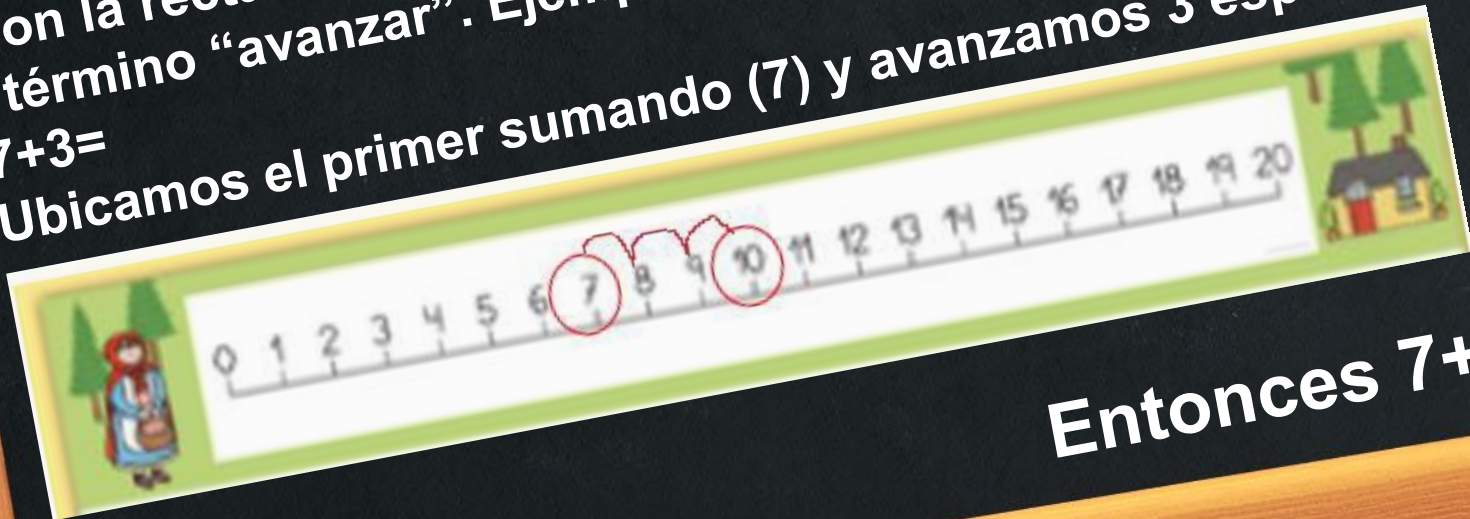 on la
término “avanzar”.
7+3=
Ubicamos el primer sumando (7) y avanzamos 3
0 1 2 3 4 5 6 7 8 9 10 11 12 13 14 15 16 17 18 19 20
Entonces 7+